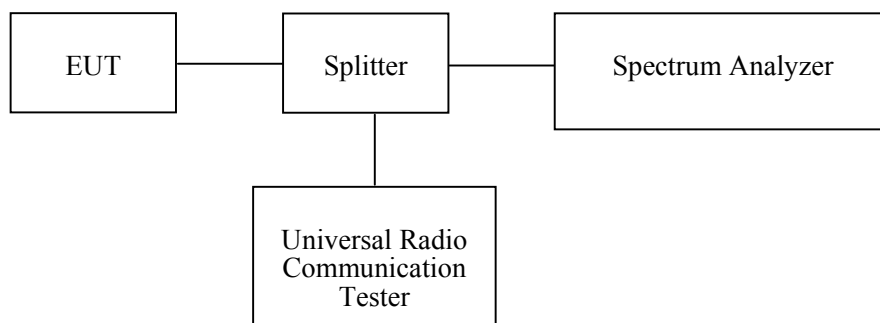 EUT
Splitter
Spectrum Analyzer
Universal Radio
Communication
Tester